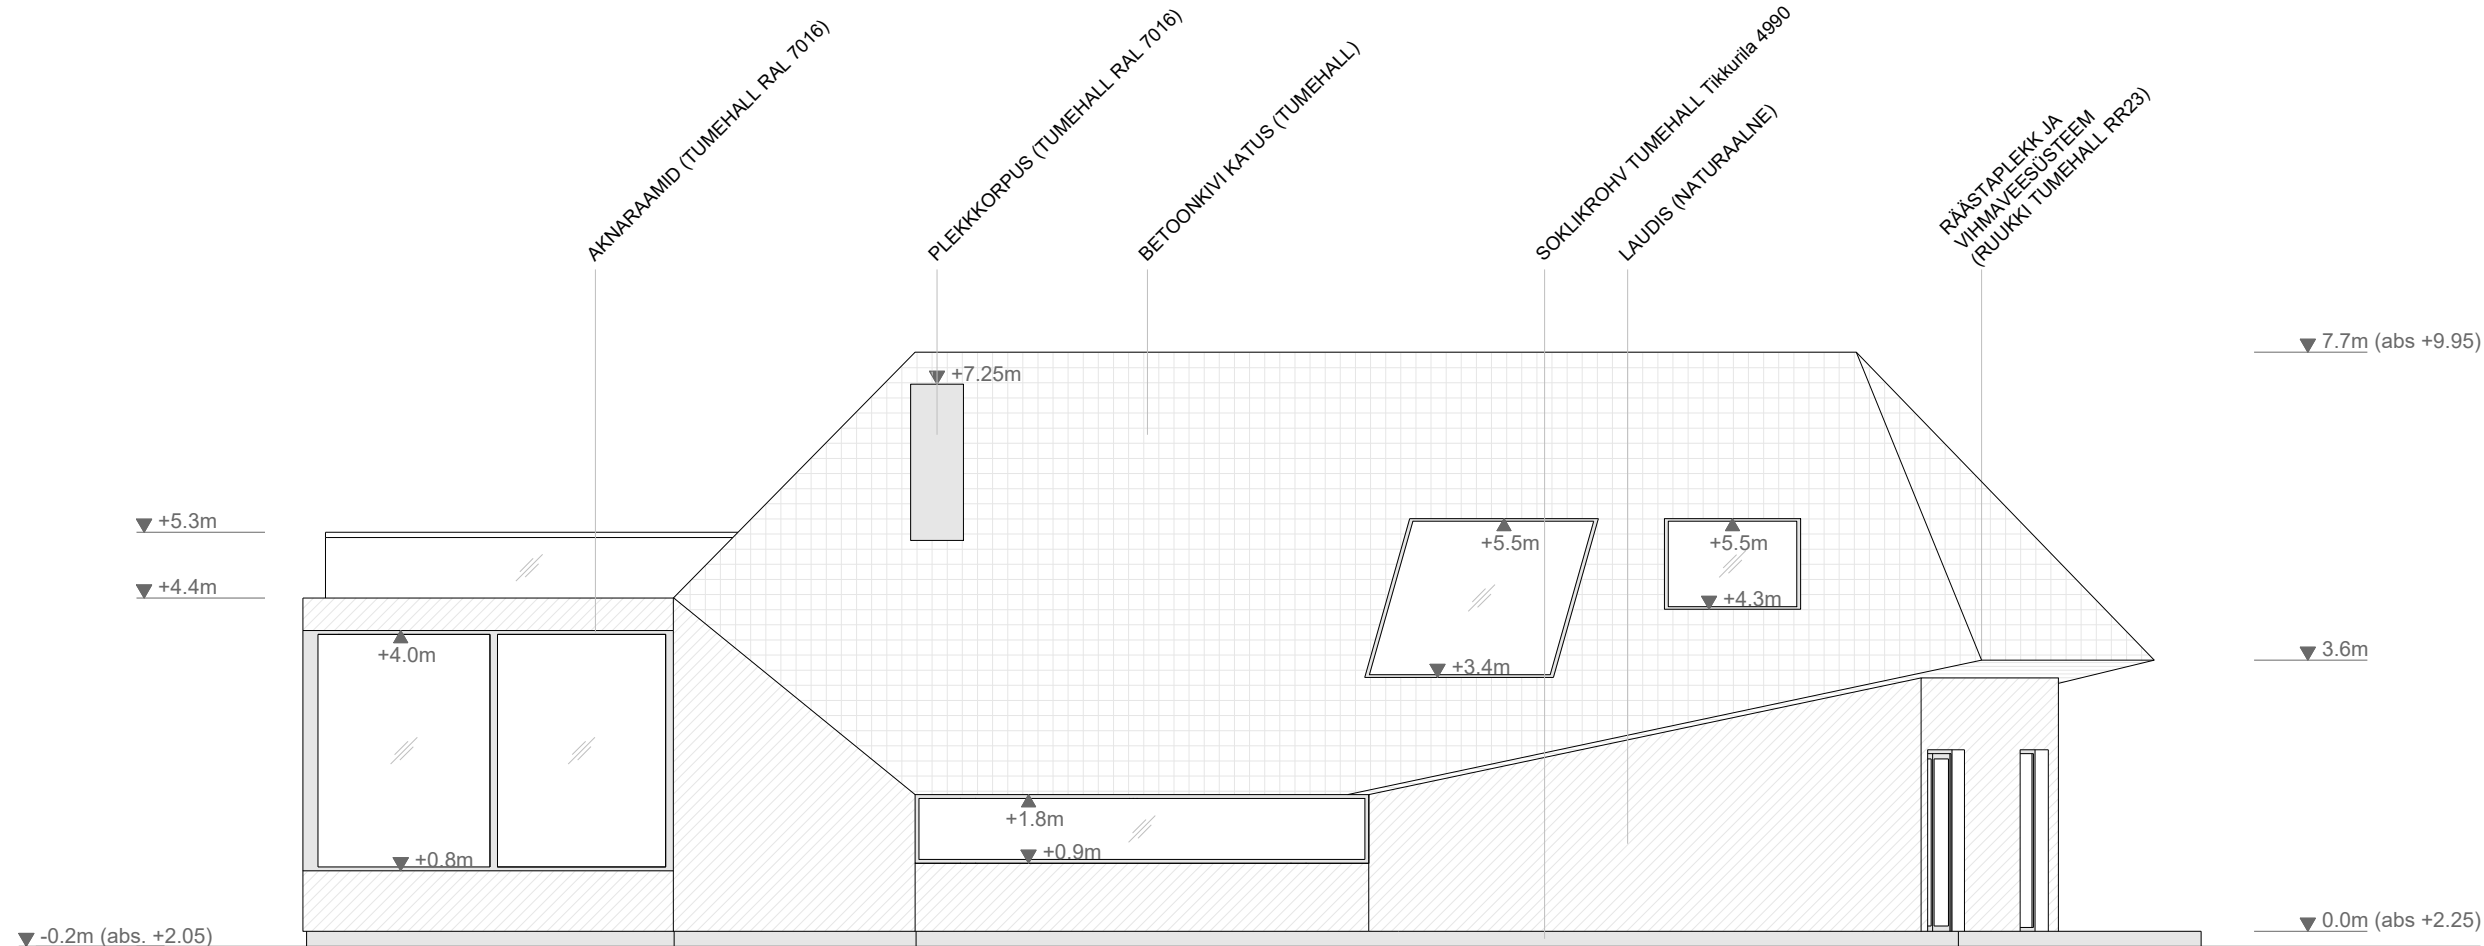 AKNARAAMID (TUMEHALL RAL 7016)
PLEKKKORPUS (TUMEHALL RAL 7016)
BETOONKIVI KATUS (TUMEHALL)
SOKLIKROHV TUMEHALL Tikkurila 4990
LAUDIS (NATURAALNE)
RÄÄSTAPLEKK JA
VIHMAVEESÜSTEEM
(RUUKKI TUMEHALL RR23)
7.7m (abs +9.95)
+7.25m
+5.3m
+5.5m
+5.5m
+4.4m
+4.3m
+4.0m
3.6m
+3.4m
+1.8m
+0.9m
+0.8m
0.0m (abs +2.25)
-0.2m (abs. +2.05)